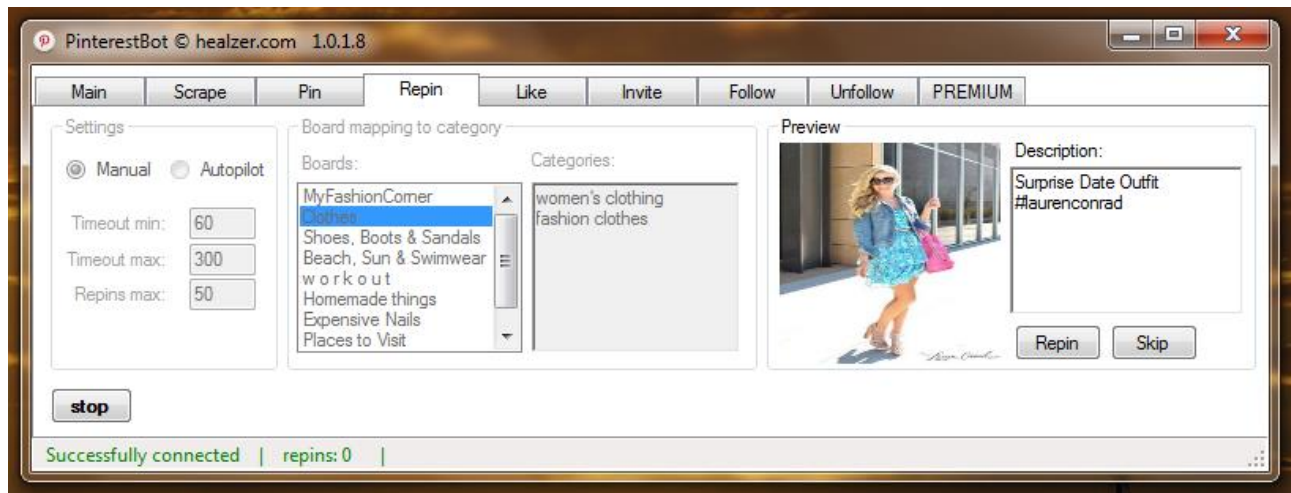 PinterestBot © healzer.com 1.0.1.8
Main Scrape Pin Repin Like Invite Follow Unfollow PREMIUM
Settings
Manual Autopilot
Timeout min: 60
Timeout max: 300
Repins max: 50
Board mapping to category
Boards:
MyFashionCorner
Clothes
Shoes, Boots & Sandals
Beach, Sun & Swimwear
w o r k o u t
Homemade things
Expensive Nails
Places to Visit
Categories:
women's clothing
fashion clothes
Preview
Description:
Surprise Date Outfit
#laurenconrad
Repin Skip
stop
Successfully connected | repins: 0 |